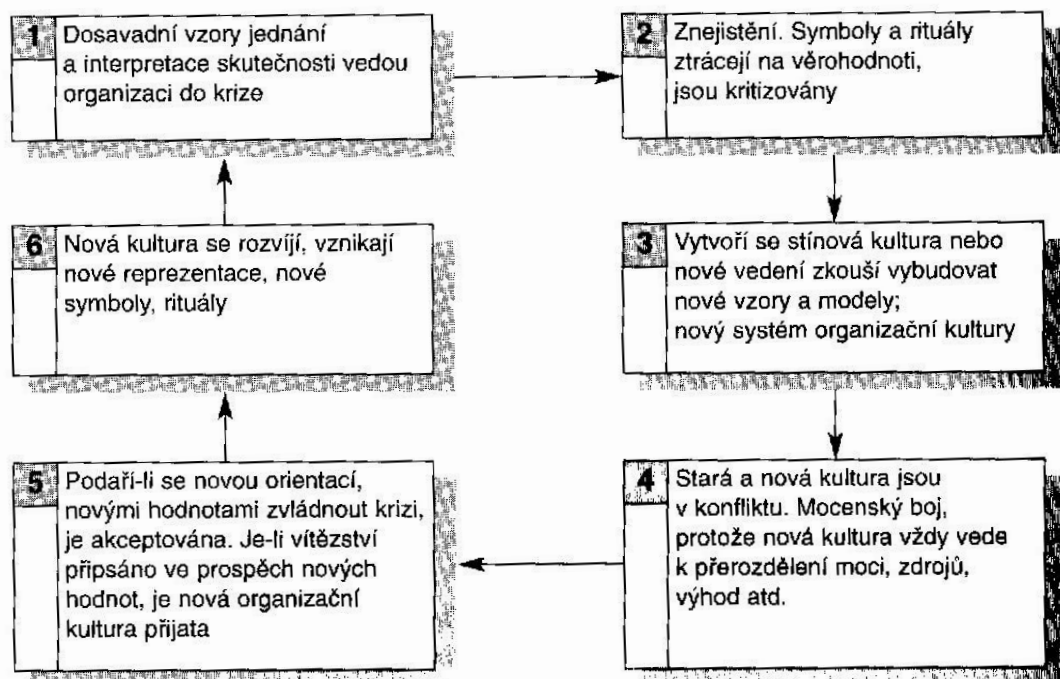 1
Dosavadní vzory jednání
a interpretace skutečnosti vedou
organizaci do krize
2
Znejistění. Symboly a rituály
ztrácejí na věrohodnoti,
jsou kritizovány
3
Vytvoří se stínová kultura nebo
nové vedení zkouší vybudovat
nové vzory a modely;
nový systém organizační kultury
4
Stará a nová kultura jsou
v konfliktu. Mocenský boj,
protože nová kultura vždy vede
k přerozdělení moci, zdrojů,
výhod atd.
5
Podaří-li se novou orientací,
novými hodnotami zvládnout krizi,
je akceptována. Je-li vítězství
připsáno ve prospěch nových
hodnot, je nová organizační
kultura přijata
6
Nová kultura se rozvíjí, vznikají
nové reprezentace, nové
symboly, rituály